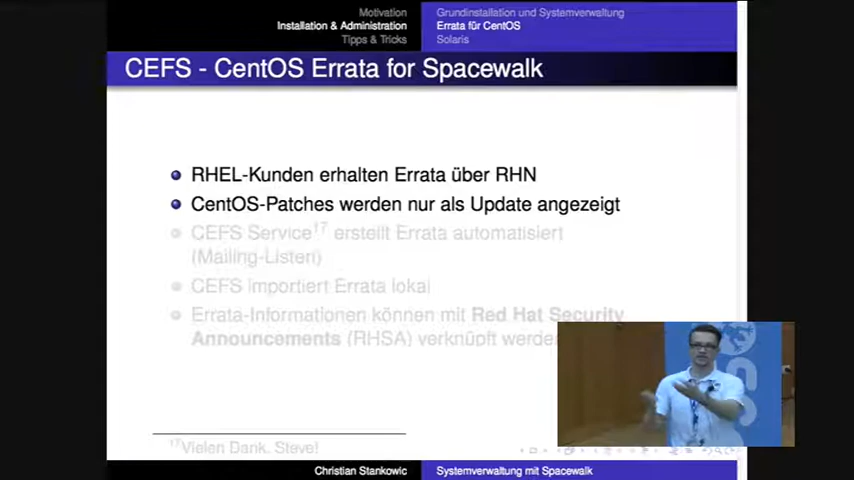 Motivation
Installation & Administration
Tipps & Tricks
Grundinstallation und Systemverwaltung
Errata für CentOS
Solaris
CEFS - CentOS Errata for Spacewalk
RHEL-Kunden erhalten Errata über RHN
CentOS-Patches werden nur als Update angezeigt
CEFS Service17 erstellt Errata automatisiert
(Mailing-Listen)
CEFS importiert Errata lokal
Errata-Informationen können mit Red Hat Security
Announcements (RHSA) verknüpft werde
17Vielen Dank, Steve!
Christian Stankowic
Systemverwaltung mit Spacewalk